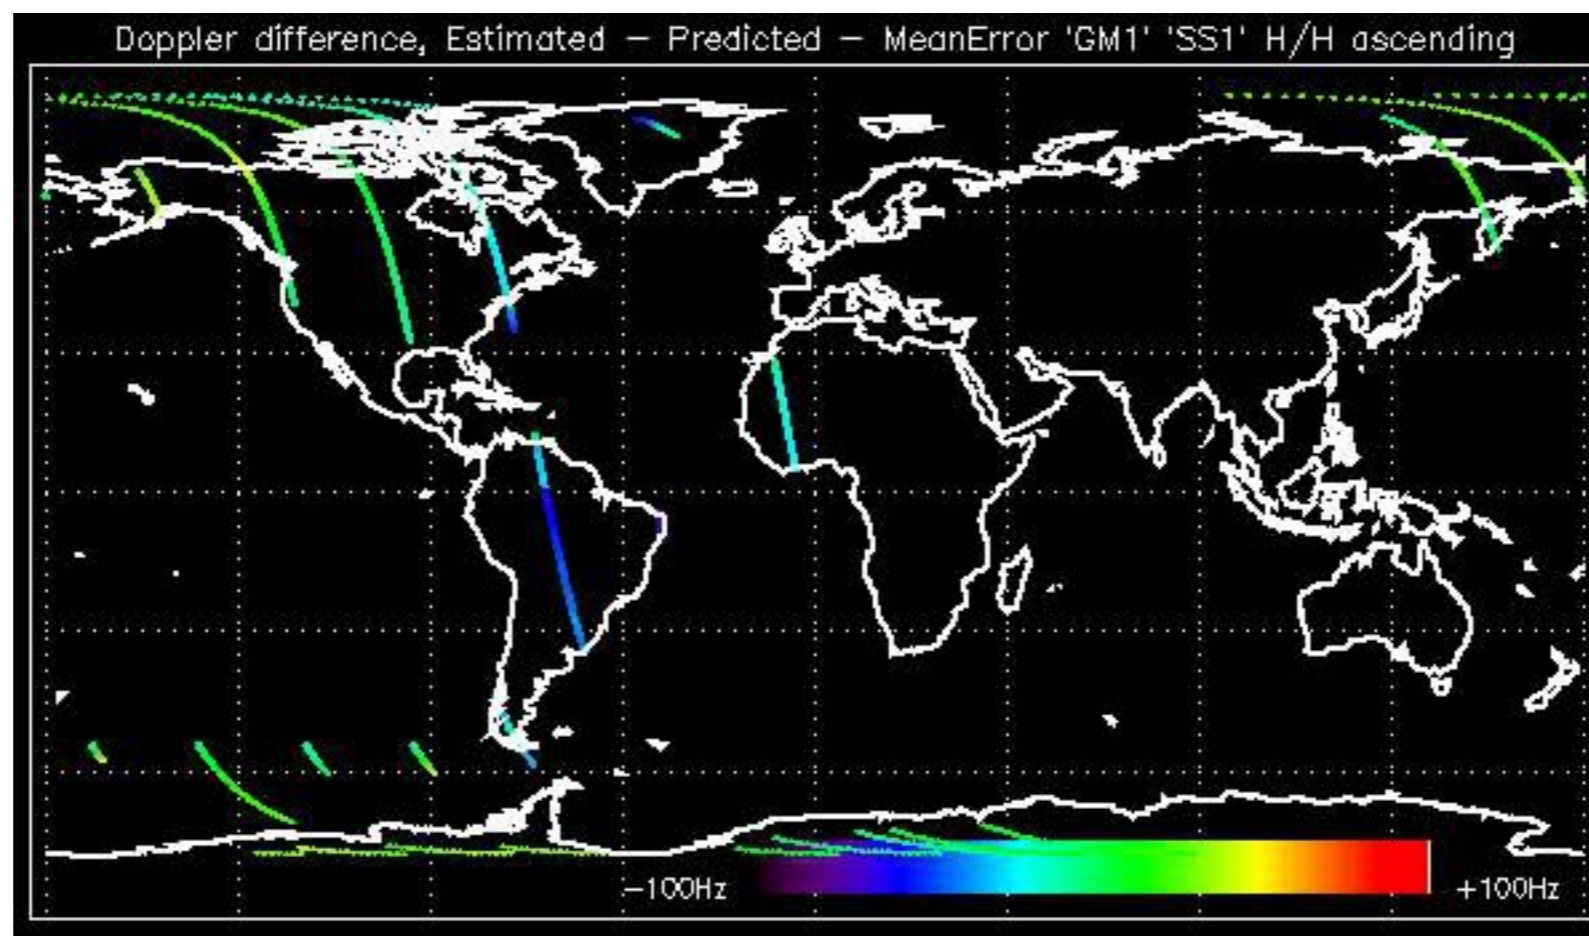 Doppler difference, Estimated – Predicted – MeanError 'GM1' 'SS1' H/H ascending
–100Hz +100Hz